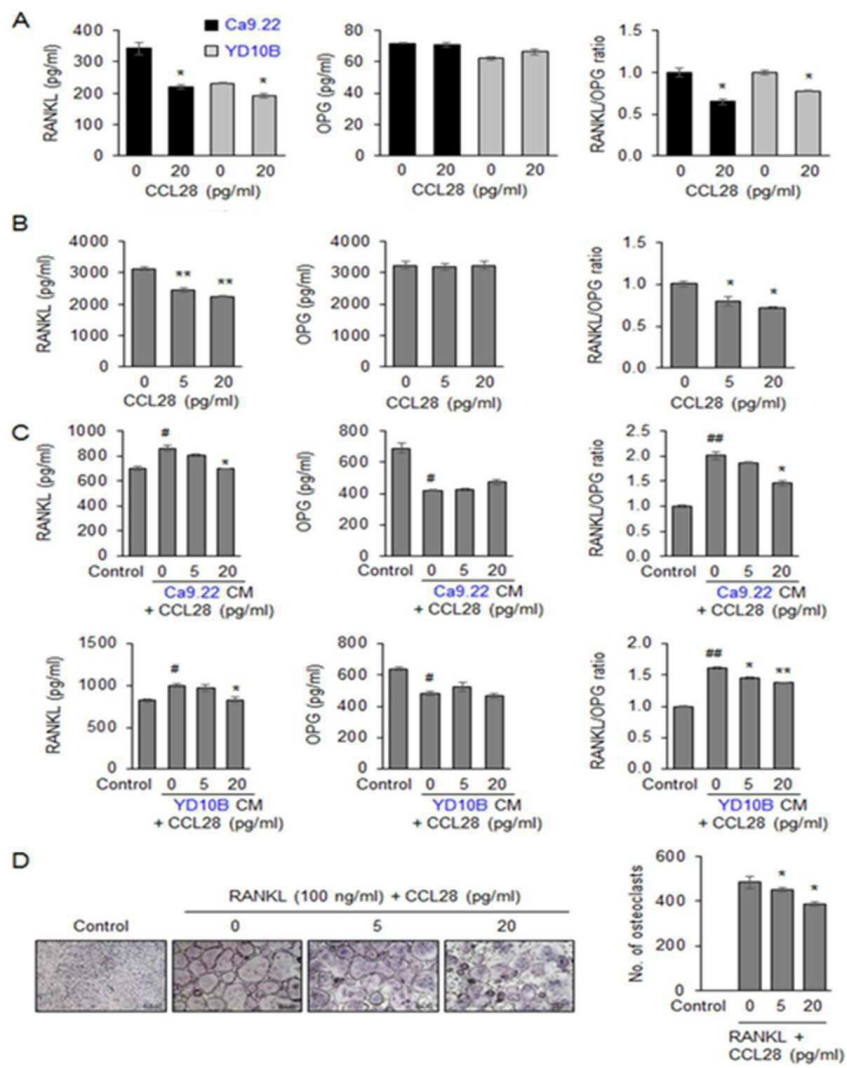 A
RANKL (pg/ml)
400
300
200
100
0
*
*
0 20 0 20
CCL28 (pg/ml)
Ca9.22
YD10B
OPG (pg/ml)
80
60
40
20
0
0 20 0 20
CCL28 (pg/ml)
RANKL/OPG ratio
1.5
1.0
0.5
0.0
*
*
0 20 0 20
CCL28 (pg/ml)
B
RANKL (pg/ml)
4000
3000
2000
1000
0
**
**
0 5 20
CCL28 (pg/ml)
OPG (pg/ml)
4000
3000
2000
1000
0
0 5 20
CCL28 (pg/ml)
RANKL/OPG ratio
1.5
1.0
0.5
0.0
*
*
0 5 20
CCL28 (pg/ml)
C
RANKL (pg/ml)
1000
800
600
400
200
0
#
*
Control 0 5 20
Ca9.22 CM
+ CCL28 (pg/ml)
OPG (pg/ml)
800
600
400
200
0
#
Control 0 5 20
Ca9.22 CM
+ CCL28 (pg/ml)
RANKL/OPG ratio
2.5
2.0
1.5
1.0
0.5
0.0
##
*
Control 0 5 20
Ca9.22 CM
+ CCL28 (pg/ml)
RANKL (pg/ml)
1500
1000
500
0
#
*
Control 0 5 20
YD10B CM
+ CCL28 (pg/ml)
OPG (pg/ml)
800
600
400
200
0
#
Control 0 5 20
YD10B CM
+ CCL28 (pg/ml)
RANKL/OPG ratio
2.0
1.5
1.0
0.5
0.0
##
*
**
Control 0 5 20
YD10B CM
+ CCL28 (pg/ml)
D
RANKL (100 ng/ml) + CCL28 (pg/ml)
Control 0 5 20
No. of osteoclasts
600
400
200
0
*
*
Control 0 5 20
RANKL +
CCL28 (pg/ml)